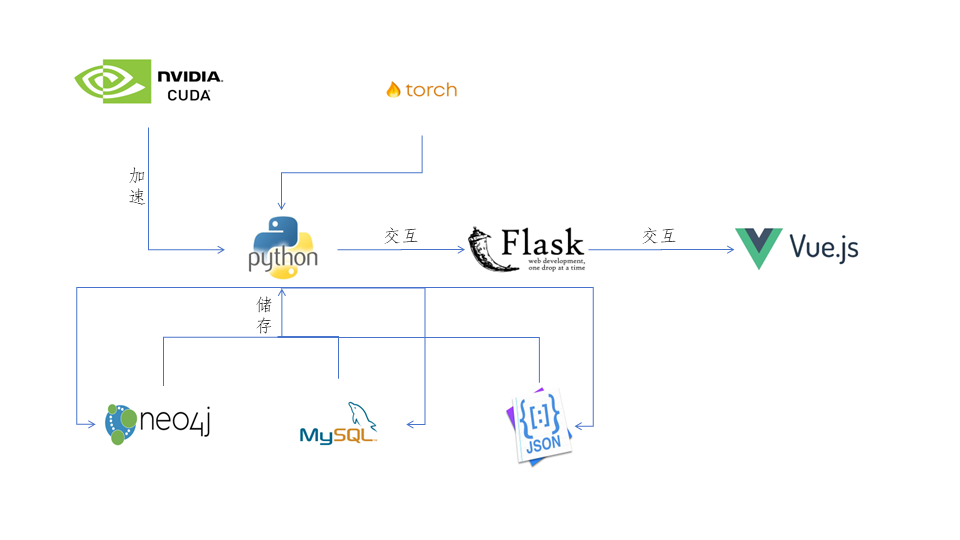 NVIDIA.
CUDA
torch
加
速
python
交互
Flask
web development,
one drop at a time
交互
Vue.js
储
存
neo4j
MySQL
{[:]}
JSON